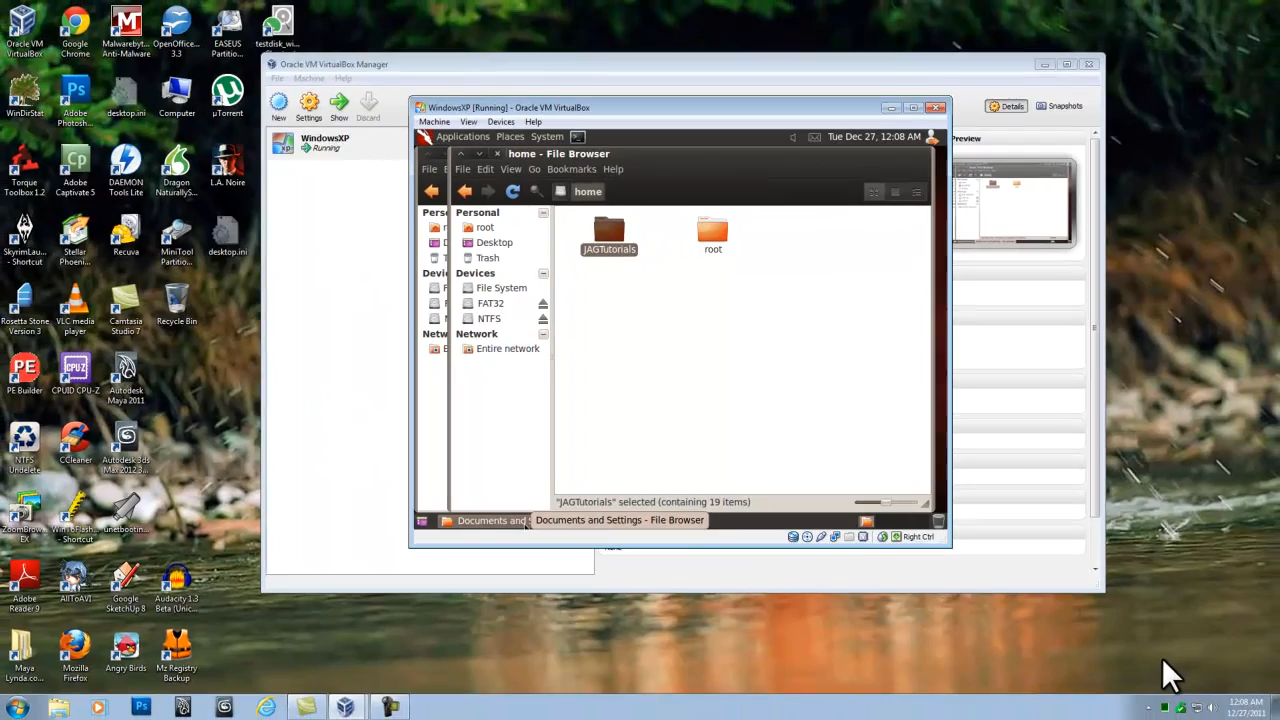 Oracle VM VirtualBox
Google Chrome
Malwarebyt... Anti-Malware
OpenOffice... 3.3
EASEUS Partitio...
testdisk_wi...
WinDirStat
Adobe Photosh...
desktop.ini
Computer
µTorrent
Torque Toolbox 1.2
Adobe Captivate 5
DAEMON Tools Lite
Dragon NaturallyS...
L.A. Noire
SkyrimLau... - Shortcut
Stellar Phoeni...
Recuva
MiniTool Partitio...
desktop.ini
Rosetta Stone Version 3
VLC media player
Camtasia Studio 7
Recycle Bin
PE Builder
CPUID CPU-Z
Autodesk Maya 2011
NTFS Undelete
CCleaner
Autodesk 3ds Max 2012 3...
ZoomBrow... EX
WinToFlash... - Shortcut
unetbootin...
Adobe Reader 9
AllToAVI
Google SketchUp 8
Audacity 1.3 Beta (Unic...
Maya Lynda.co...
Mozilla Firefox
Angry Birds
Mz Registry Backup
Oracle VM VirtualBox Manager
File Machine Help
New Settings Show Discard
Details Snapshots
WindowsXP
Running
Preview
WindowsXP [Running] - Oracle VM VirtualBox
Machine View Devices Help
Applications Places System
Tue Dec 27, 12:08 AM
home - File Browser
File
File Edit View Go Bookmarks Help
home
Personal
root
Desktop
Trash
Devices
File System
FAT32
NTFS
Network
Entire network
JAGTutorials
root
"JAGTutorials" selected (containing 19 items)
Documents and
Documents and Settings - File Browser
Right Ctrl
12:08 AM
12/27/2011